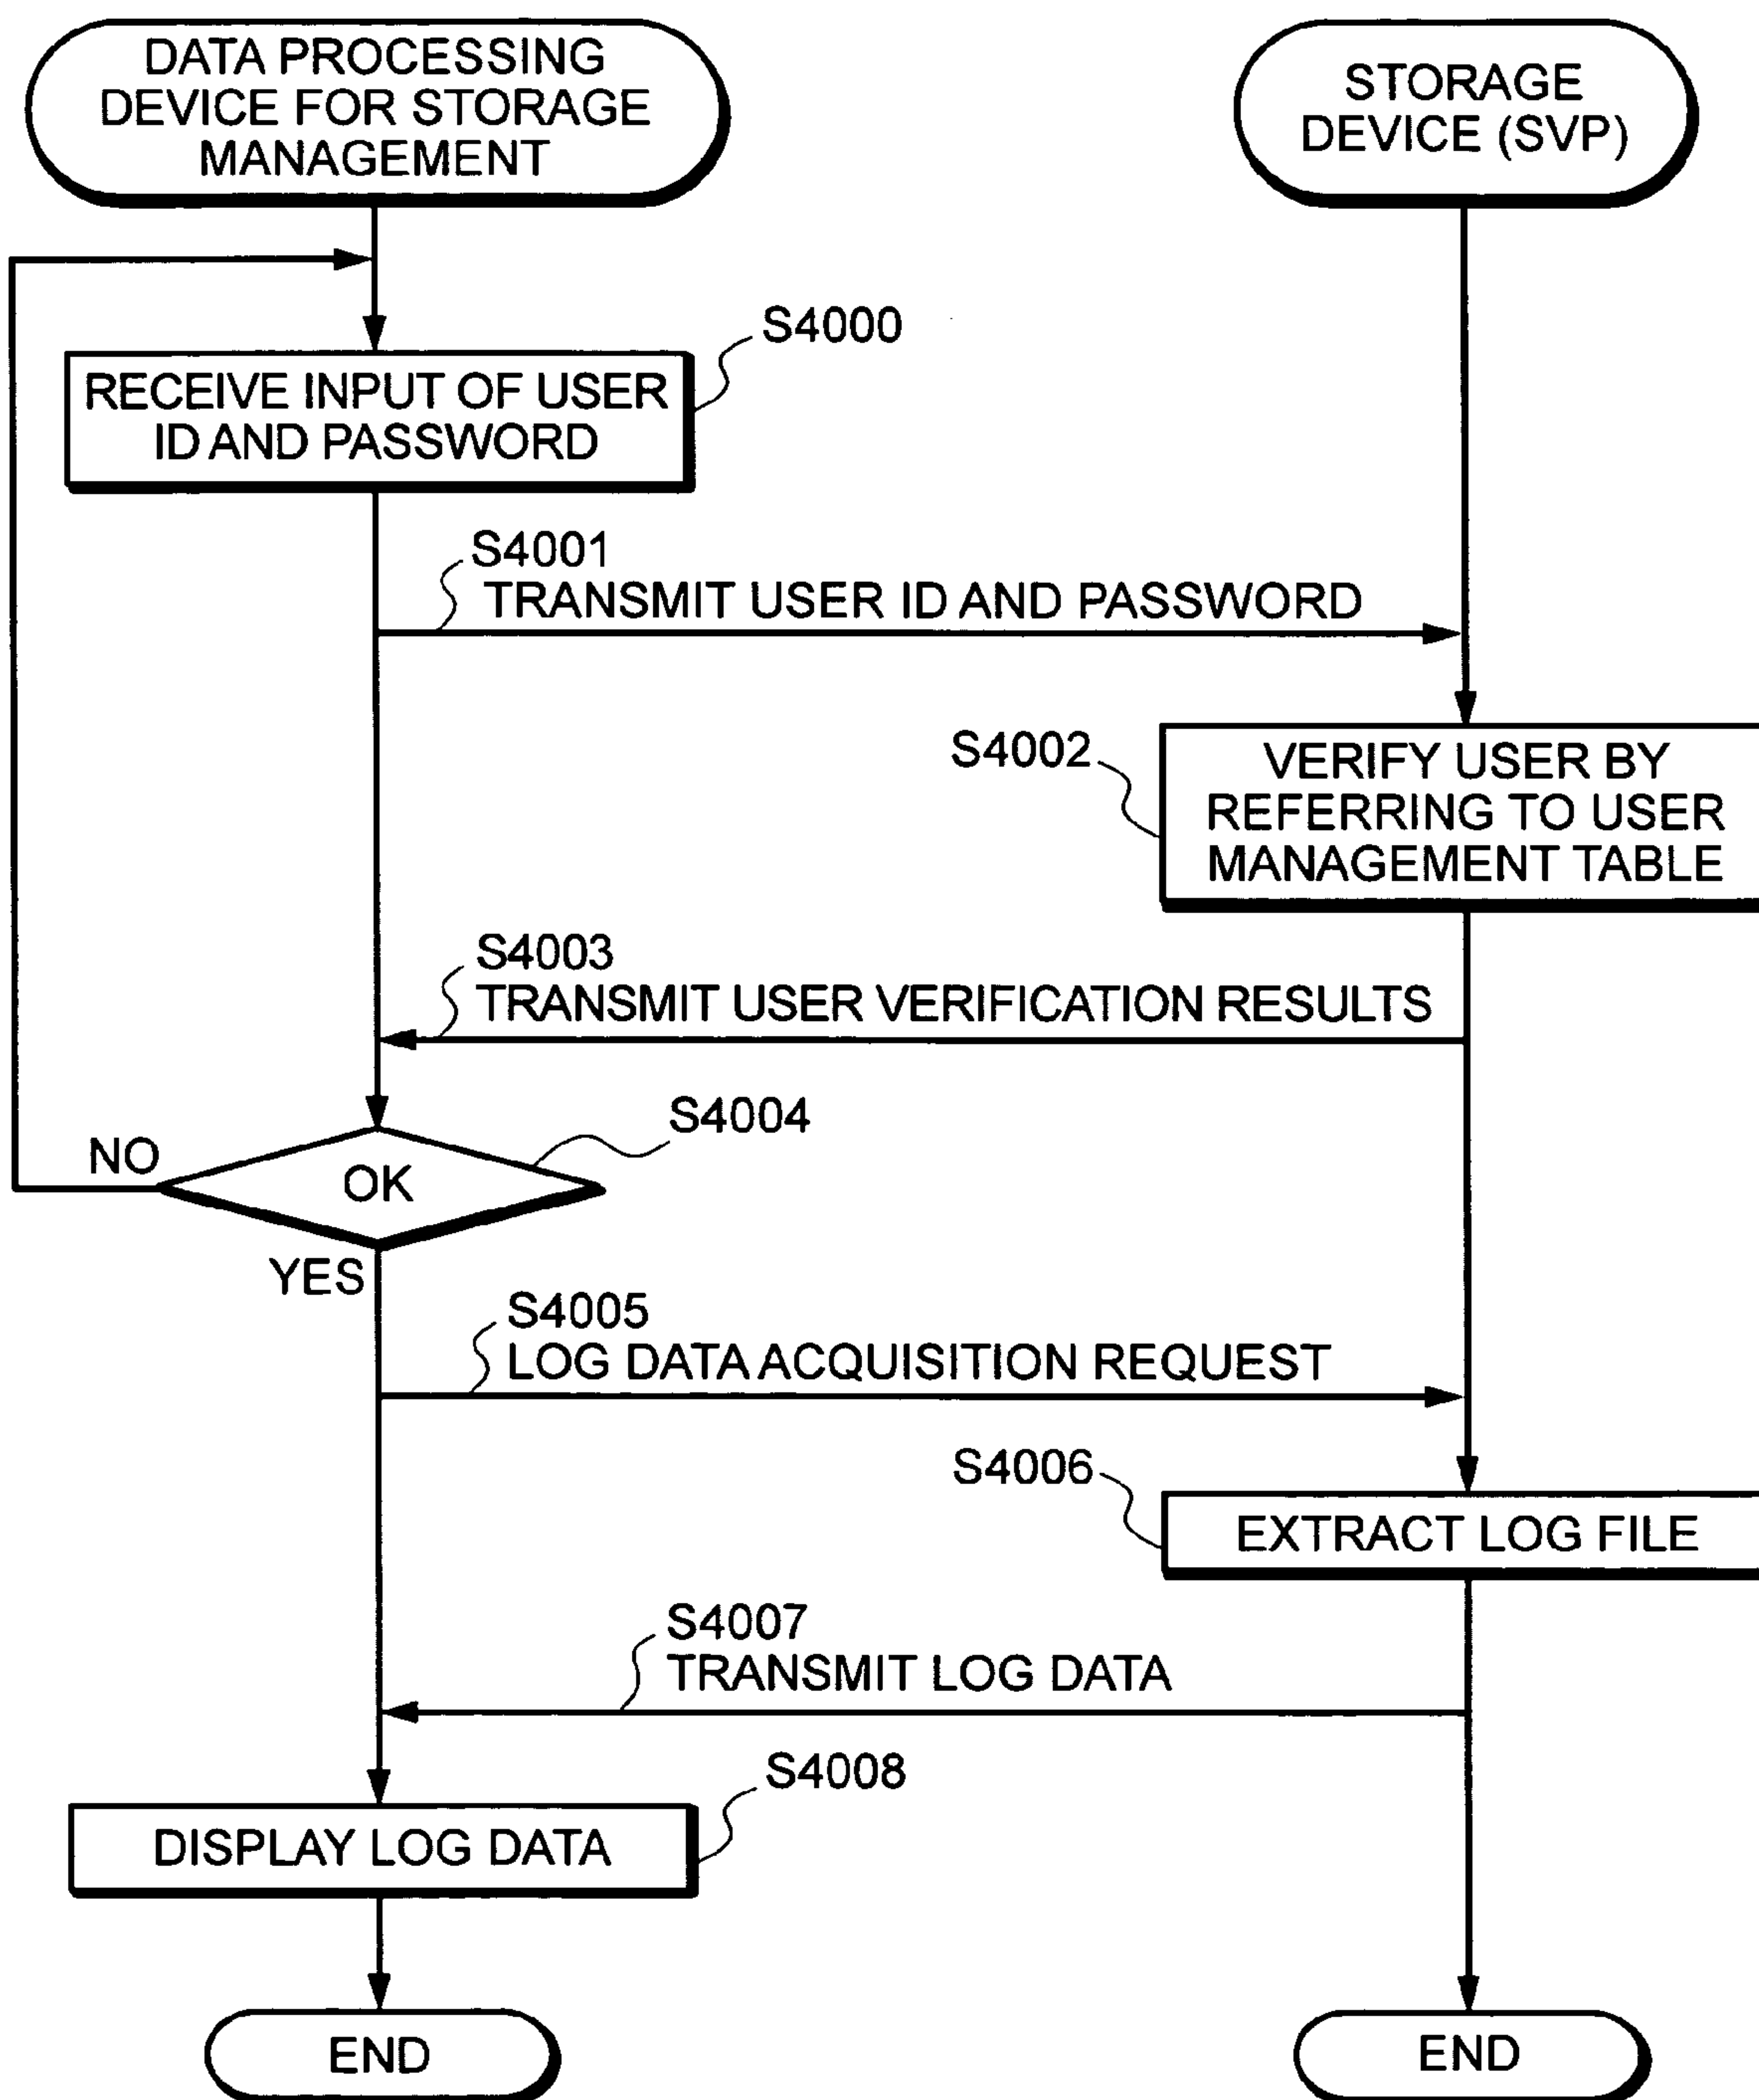 DATA PROCESSING
DEVICE FOR STORAGE
MANAGEMENT
STORAGE
DEVICE (SVP)
S4000
RECEIVE INPUT OF USER
ID AND PASSWORD
S4001
TRANSMIT USER ID AND PASSWORD
S4002
VERIFY USER BY
REFERRING TO USER
MANAGEMENT TABLE
S4003
TRANSMIT USER VERIFICATION RESULTS
S4004
NO
OK
YES
S4005
LOG DATA ACQUISITION REQUEST
S4006
EXTRACT LOG FILE
S4007
TRANSMIT LOG DATA
S4008
DISPLAY LOG DATA
END
END